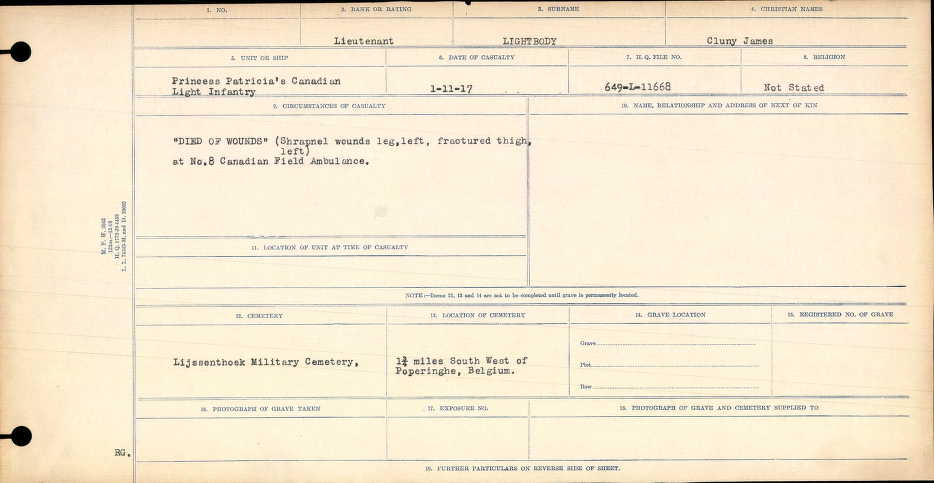 1. NO. 2. RANK OR RATING 3. SURNAME 4. CHRISTIAN NAMES
Lieutenant LIGHTBODY Cluny James
5. UNIT OR SHIP 6. DATE OF CASUALTY 7. H.Q. FILE NO. 8. RELIGION
Princess Patricia's Canadian
Light Infantry 1-11-17 649-L-11668 Not Stated
9. CIRCUMSTANCES OF CASUALTY 10. NAME, RELATIONSHIP AND ADDRESS OF NEXT OF KIN
"DIED OF WOUNDS" (Shrapnel wounds leg,left, fractured thigh,
left)
at No.8 Canadian Field Ambulance.
11. LOCATION OF UNIT AT TIME OF CASUALTY
NOTE:—Items 12, 13 and 14 are not to be completed until grave is permanently located.
12. CEMETERY 13. LOCATION OF CEMETERY 14. GRAVE LOCATION 15. REGISTERED NO. OF GRAVE
Grave
Lijssenthoek Military Cemetery, 1¾ miles South West of
Poperinghe, Belgium.
Plot
Row
16. PHOTOGRAPH OF GRAVE TAKEN 17. EXPOSURE NO. 18. PHOTOGRAPH OF GRAVE AND CEMETERY SUPPLIED TO
RG.
19. FURTHER PARTICULARS ON REVERSE SIDE OF SHEET.